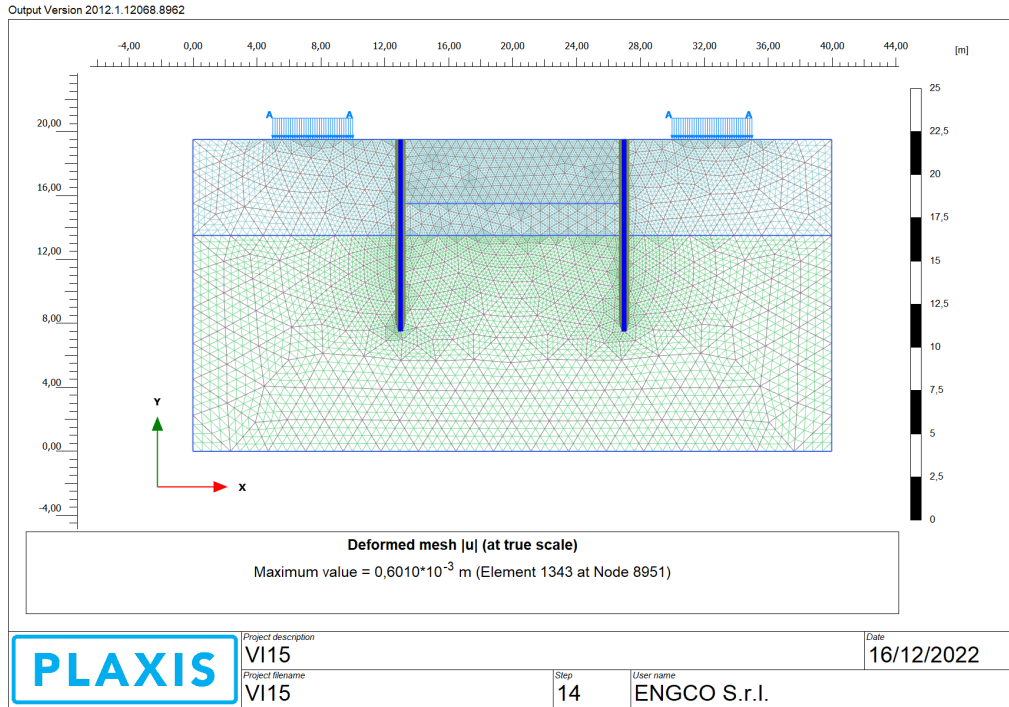 Output Version 2012.1.12068.8962
-4,00 0,00 4,00 8,00 12,00 16,00 20,00 24,00 28,00 32,00 36,00 40,00 44,00
[m]
25
A A A A
20,00
22,5
20
16,00
17,5
12,00
15
12,5
8,00
10
4,00
7,5
Y
5
0,00
X
2,5
-4,00
0
Deformed mesh |u| (at true scale)
Maximum value = 0,6010*10-3 m (Element 1343 at Node 8951)
PLAXIS
Project description
VI15
Date
16/12/2022
Project filename
VI15
Step
14
User name
ENGCO S.r.l.